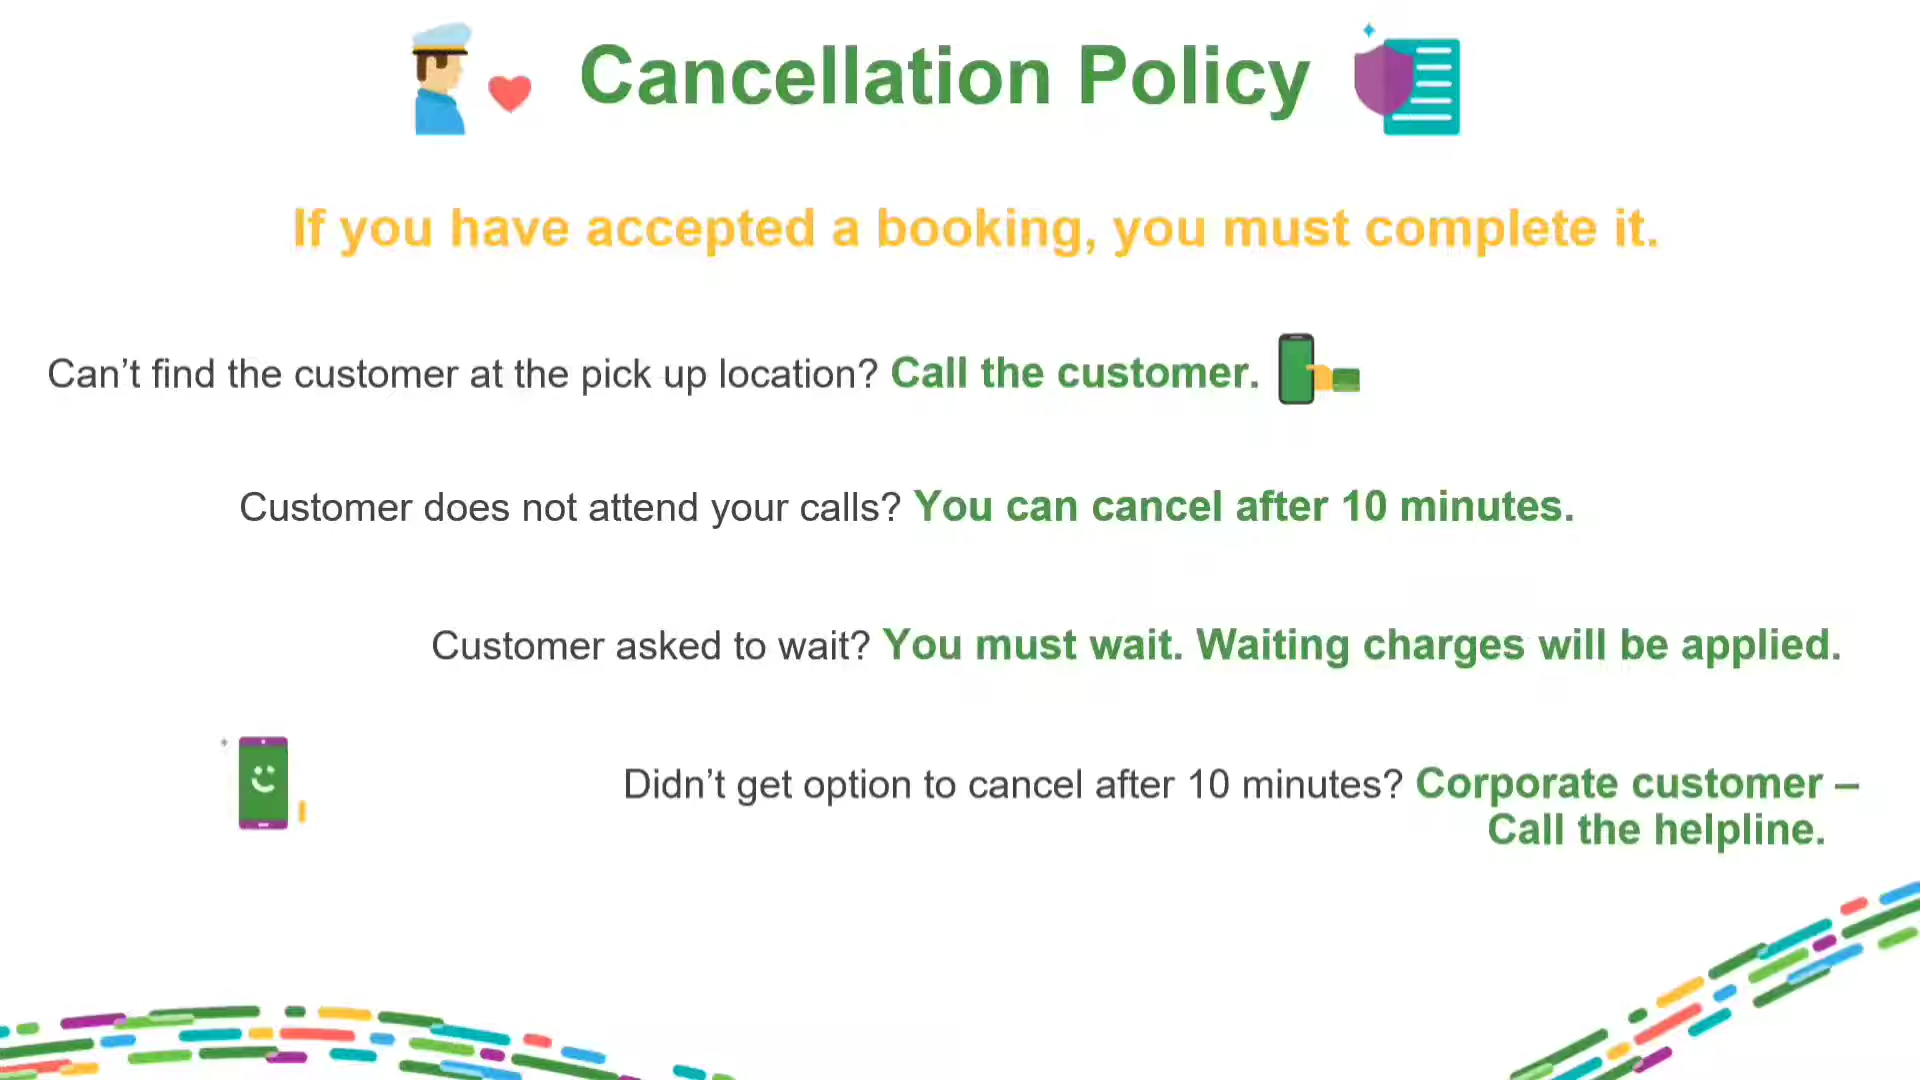 Cancellation Policy
If you have accepted a booking, you must complete it.
Can’t find the customer at the pick up location? Call the customer.
Customer does not attend your calls? You can cancel after 10 minutes.
Customer asked to wait? You must wait. Waiting charges will be applied.
Didn’t get option to cancel after 10 minutes? Corporate customer –
Call the helpline.